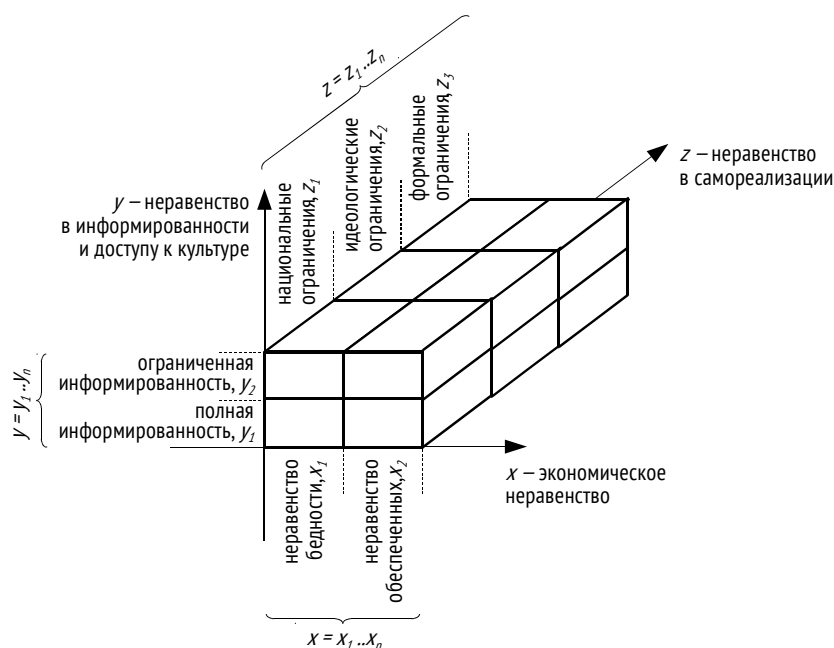 z = z₁ ..zₙ
национальные
ограничения, z₁
идеологические
ограничения,z₂
формальные
ограничения, z₃
z – неравенство
в самореализации
y – неравенство
в информированности
и доступу к культуре
y = y₁ ..yₙ
ограниченная
информированность, y₂
полная
информированность, y₁
x – экономическое
неравенство
неравенство
бедности,x₁
неравенство
обеспеченных,x₂
x = x₁ ..xₙ